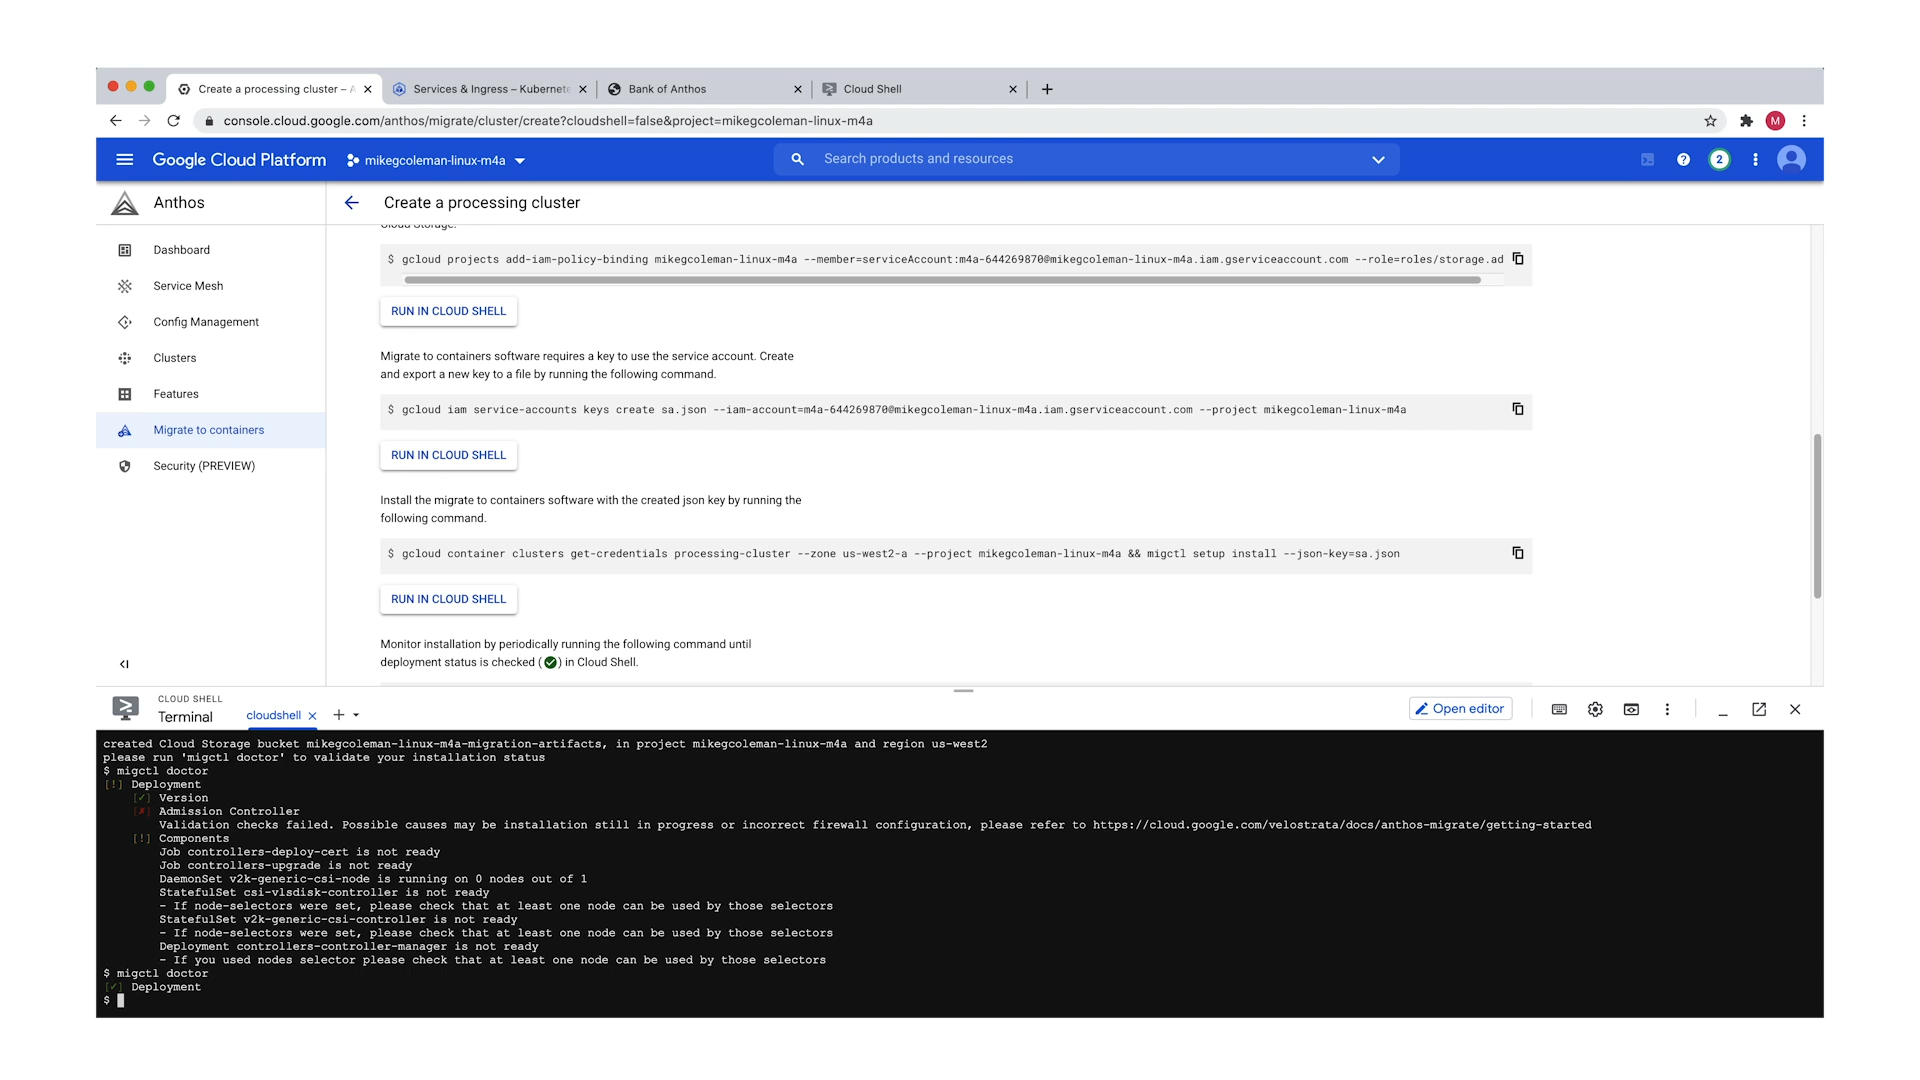 Create a processing cluster – A
Services & Ingress – Kubernete
Bank of Anthos
Cloud Shell
console.cloud.google.com/anthos/migrate/cluster/create?cloudshell=false&project=mikegcoleman-linux-m4a
M
Google Cloud Platform
mikegcoleman-linux-m4a
Search products and resources
2
Anthos
Create a processing cluster
Dashboard
Service Mesh
Config Management
Clusters
Features
Migrate to containers
Security (PREVIEW)
Cloud Storage.
$ gcloud projects add-iam-policy-binding mikegcoleman-linux-m4a --member=serviceAccount:m4a-644269870@mikegcoleman-linux-m4a.iam.gserviceaccount.com --role=roles/storage.ad
RUN IN CLOUD SHELL
Migrate to containers software requires a key to use the service account. Create
and export a new key to a file by running the following command.
$ gcloud iam service-accounts keys create sa.json --iam-account=m4a-644269870@mikegcoleman-linux-m4a.iam.gserviceaccount.com --project mikegcoleman-linux-m4a
RUN IN CLOUD SHELL
Install the migrate to containers software with the created json key by running the
following command.
$ gcloud container clusters get-credentials processing-cluster --zone us-west2-a --project mikegcoleman-linux-m4a && migctl setup install --json-key=sa.json
RUN IN CLOUD SHELL
Monitor installation by periodically running the following command until
deployment status is checked (✓) in Cloud Shell.
CLOUD SHELL
Terminal
cloudshell
Open editor
created Cloud Storage bucket mikegcoleman-linux-m4a-migration-artifacts, in project mikegcoleman-linux-m4a and region us-west2
please run 'migctl doctor' to validate your installation status
$ migctl doctor
[!] Deployment
[✓] Version
[✗] Admission Controller
Validation checks failed. Possible causes may be installation still in progress or incorrect firewall configuration, please refer to https://cloud.google.com/velostrata/docs/anthos-migrate/getting-started
[!] Components
Job controllers-deploy-cert is not ready
Job controllers-upgrade is not ready
DaemonSet v2k-generic-csi-node is running on 0 nodes out of 1
StatefulSet csi-vlsdisk-controller is not ready
- If node-selectors were set, please check that at least one node can be used by those selectors
StatefulSet v2k-generic-csi-controller is not ready
- If node-selectors were set, please check that at least one node can be used by those selectors
Deployment controllers-controller-manager is not ready
- If you used nodes selector please check that at least one node can be used by those selectors
$ migctl doctor
[✓] Deployment
$